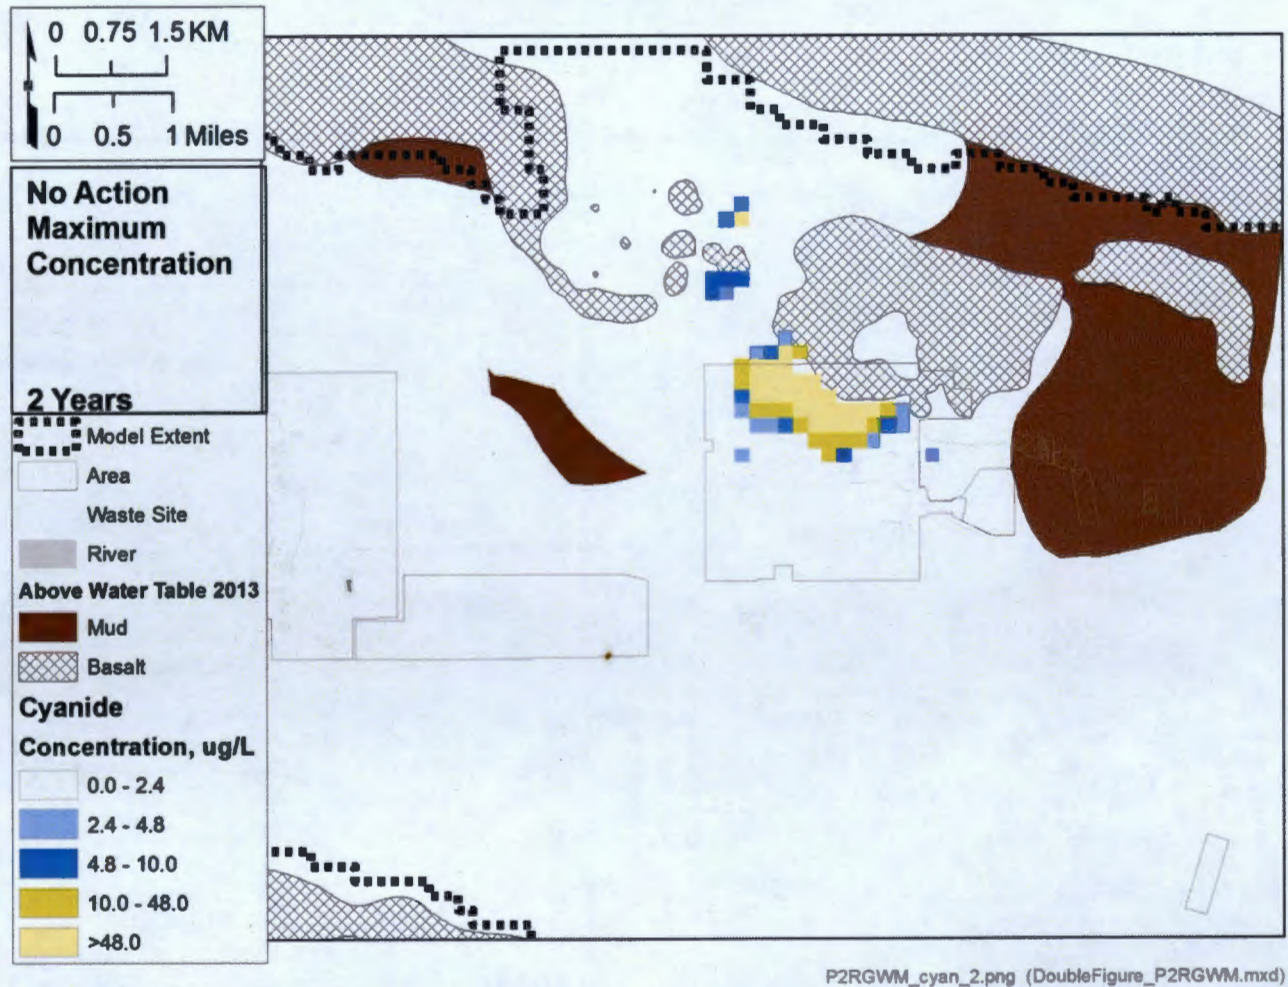 0 0.75 1.5 KM
0 0.5 1 Miles
No Action
Maximum
Concentration
2 Years
Model Extent
Area
Waste Site
River
Above Water Table 2013
Mud
Basalt
Cyanide
Concentration, ug/L
0.0 - 2.4
2.4 - 4.8
4.8 - 10.0
10.0 - 48.0
>48.0
P2RGWM_cyan_2.png (DoubleFigure_P2RGWM.mxd)